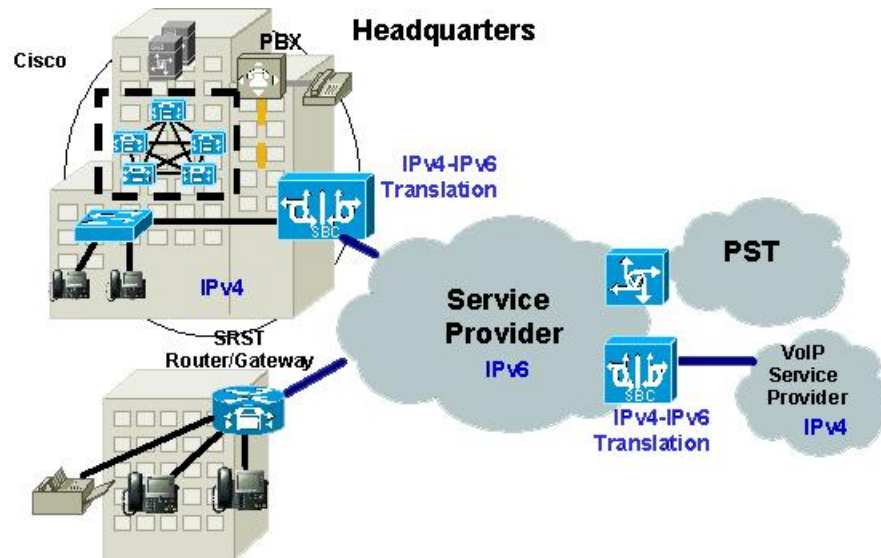 Headquarters
PBX
Cisco
IPv4-IPv6
Translation
SBC
IPv4
Service
Provider
IPv6
PST
SRST
Router/Gateway
SBC
VoIP
Service
Provider
IPv4
IPv4-IPv6
Translation